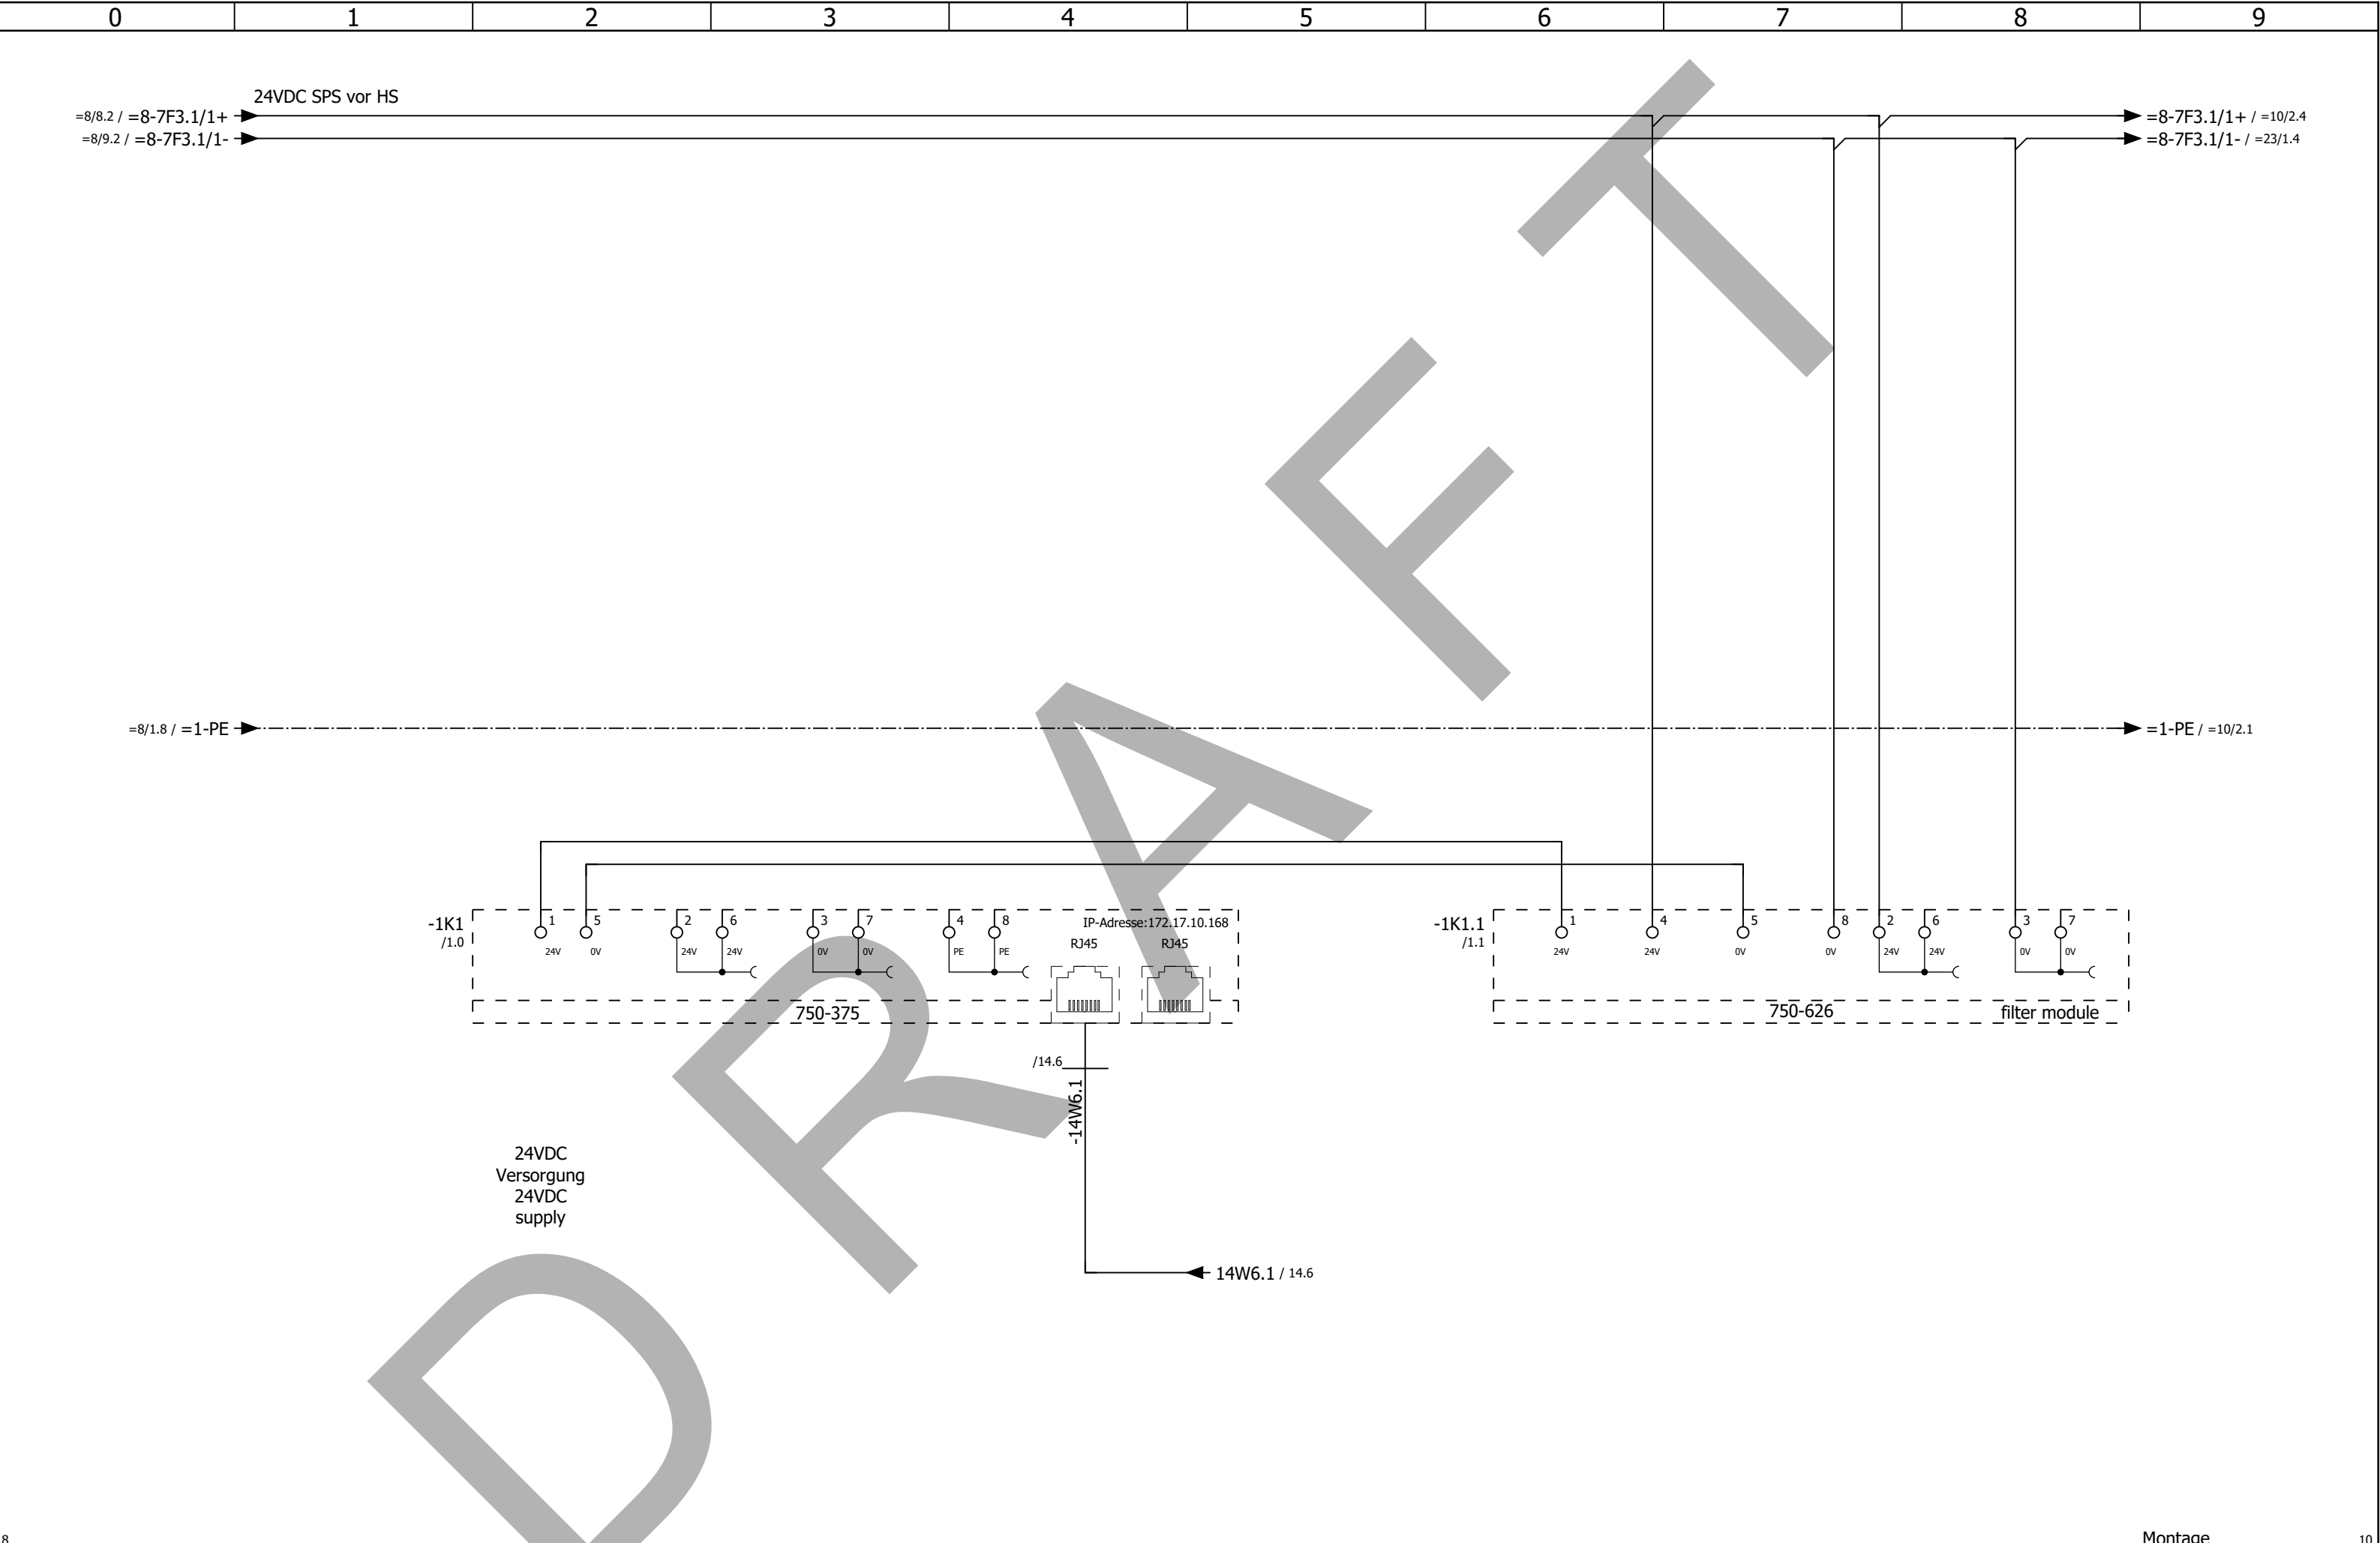 0 1 2 3 4 5 6 7 8 9
24VDC SPS vor HS
=8/8.2 / =8-7F3.1/1+
=8-7F3.1/1+ / =10/2.4
=8/9.2 / =8-7F3.1/1-
=8-7F3.1/1- / =23/1.4
=8/1.8 / =1-PE
=1-PE / =10/2.1
-1K1
/1.0
1 5 2 6 3 7 4 8
IP-Adresse:172.17.10.168
24V 0V 24V 24V 0V 0V PE PE
RJ45 RJ45
750-375
-1K1.1
/1.1
1 4 5 8 2 6 3 7
24V 24V 0V 0V 24V 24V 0V 0V
750-626 filter module
/14.6
-14W6.1
24VDC
Versorgung
24VDC
supply
14W6.1 / 14.6
DRAFT
8
Montage
10